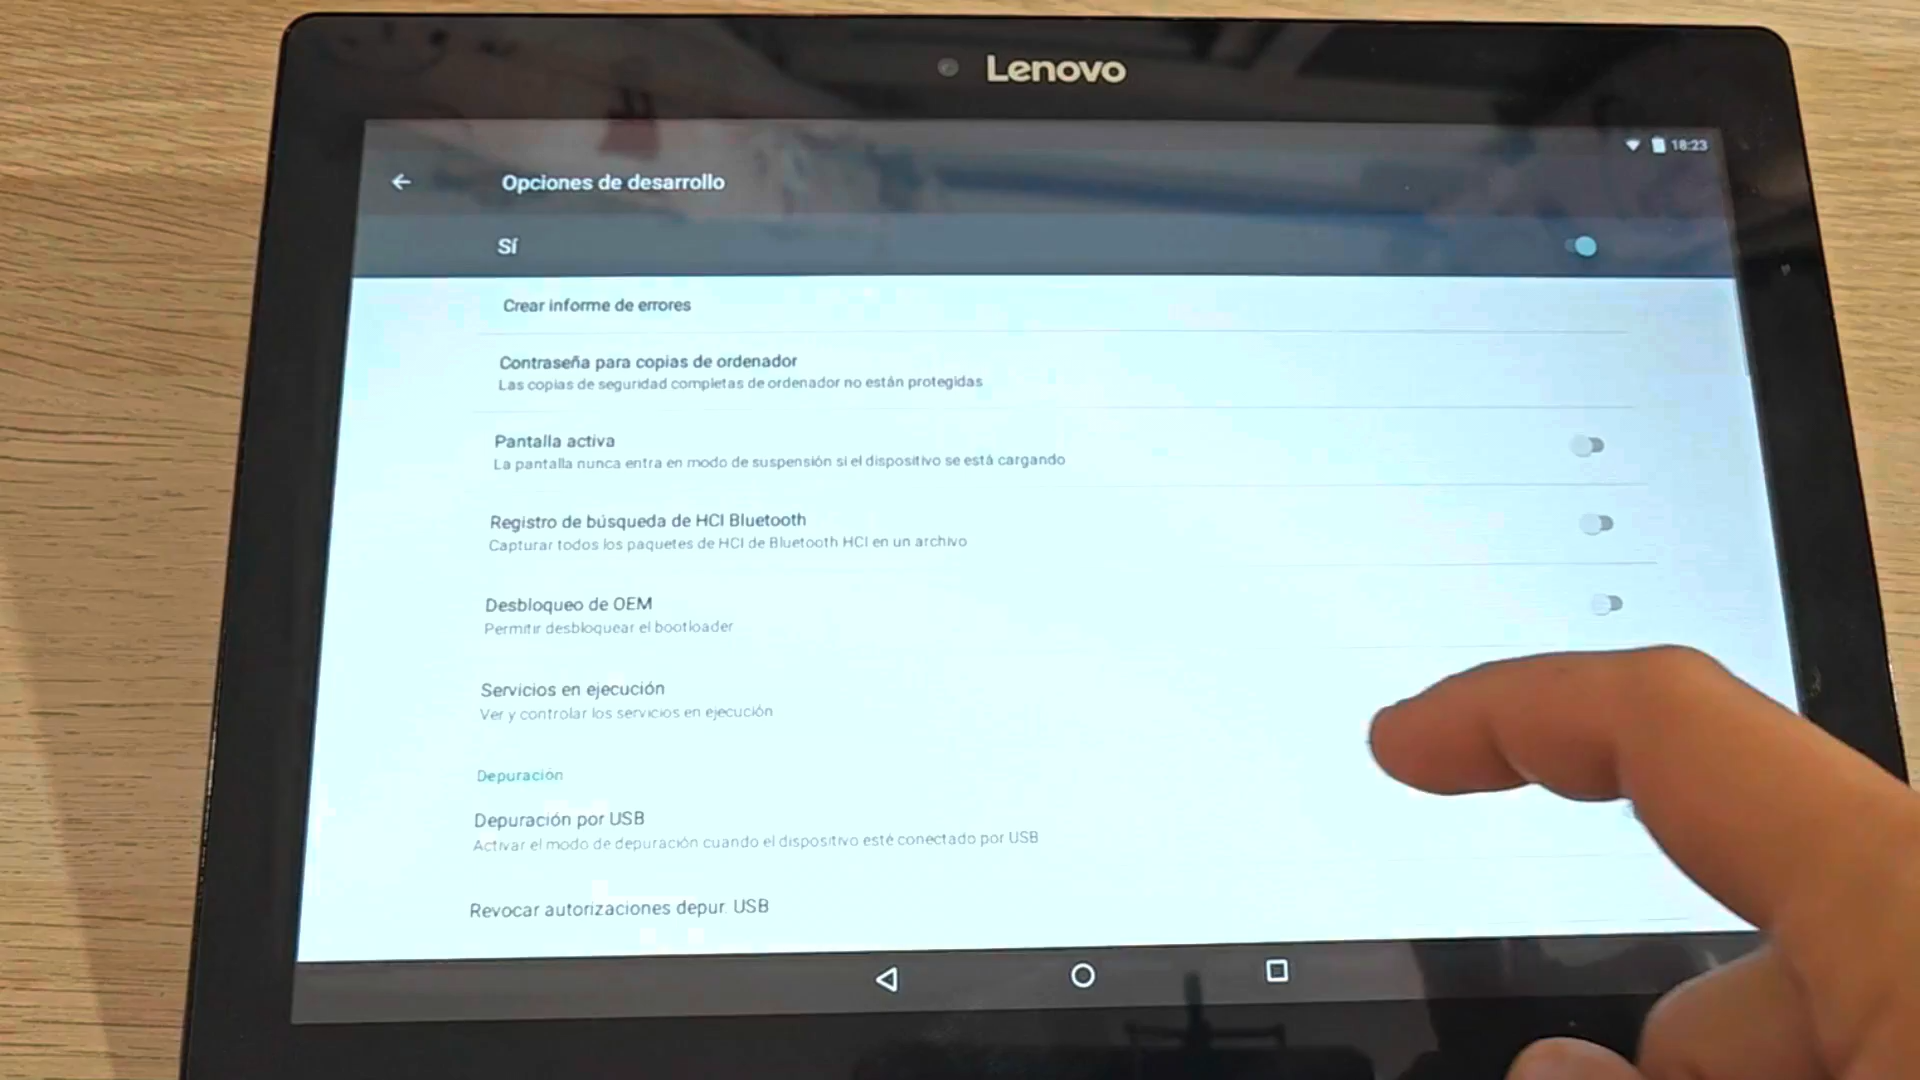 Lenovo
18:23
Opciones de desarrollo
Sí
Crear informe de errores
Contraseña para copias de ordenador
Las copias de seguridad completas de ordenador no están protegidas
Pantalla activa
La pantalla nunca entra en modo de suspensión si el dispositivo se está cargando
Registro de búsqueda de HCI Bluetooth
Capturar todos los paquetes de HCI de Bluetooth HCI en un archivo
Desbloqueo de OEM
Permitir desbloquear el bootloader
Servicios en ejecución
Ver y controlar los servicios en ejecución
Depuración
Depuración por USB
Activar el modo de depuración cuando el dispositivo esté conectado por USB
Revocar autorizaciones depur. USB